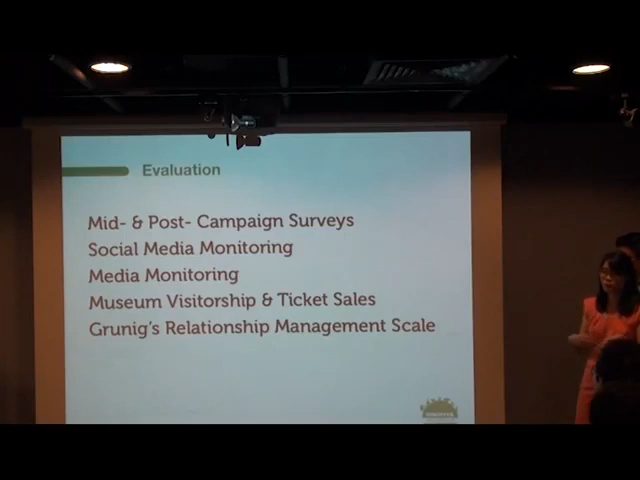 Evaluation
Mid- & Post- Campaign Surveys
Social Media Monitoring
Media Monitoring
Museum Visitorship & Ticket Sales
Grunig's Relationship Management Scale